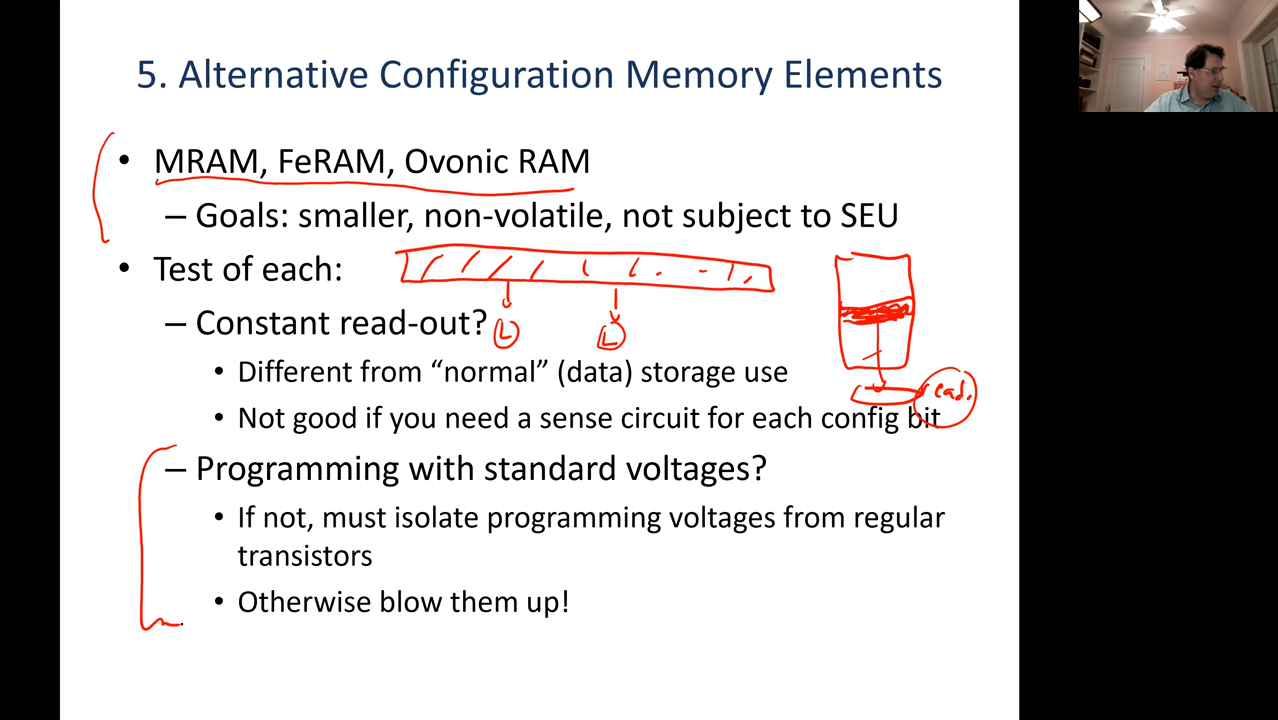 5. Alternative Configuration Memory Elements
• MRAM, FeRAM, Ovonic RAM
– Goals: smaller, non-volatile, not subject to SEU
• Test of each:
– Constant read-out?
L L
• Different from “normal” (data) storage use
read.
• Not good if you need a sense circuit for each config bit
– Programming with standard voltages?
• If not, must isolate programming voltages from regular
transistors
• Otherwise blow them up!